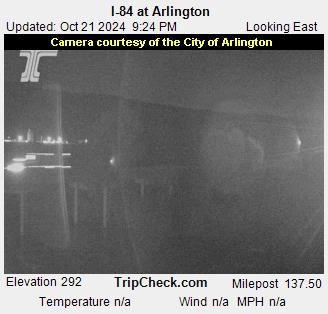 I-84 at Arlington
Updated: Oct 21 2024 9:24 PM Looking East
Camera courtesy of the City of Arlington
Elevation 292 TripCheck.com Milepost 137.50
Temperature n/a Wind n/a MPH n/a